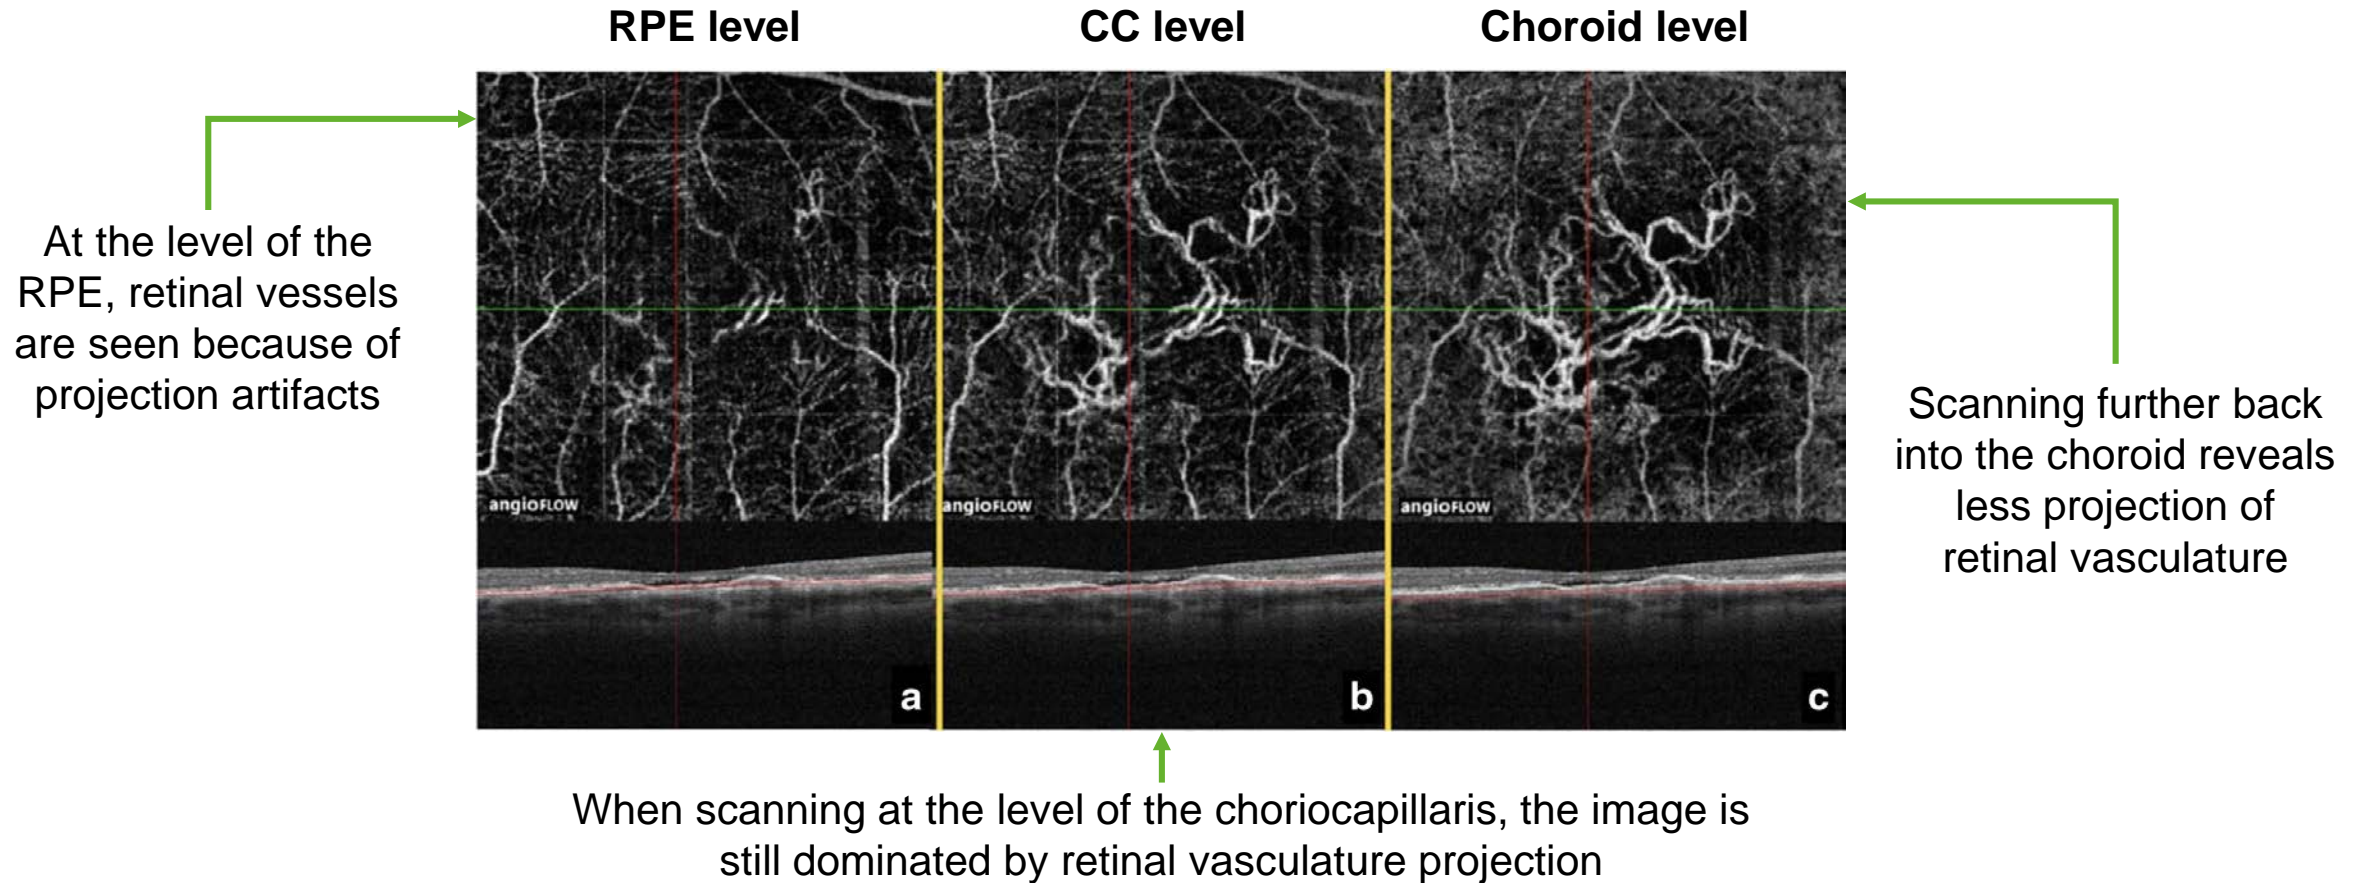 RPE level
CC level
Choroid level
At the level of the
RPE, retinal vessels
are seen because of
projection artifacts
angioFLOW
angioFLOW
angioFLOW
a
b
c
Scanning further back
into the choroid reveals
less projection of
retinal vasculature
When scanning at the level of the choriocapillaris, the image is
still dominated by retinal vasculature projection